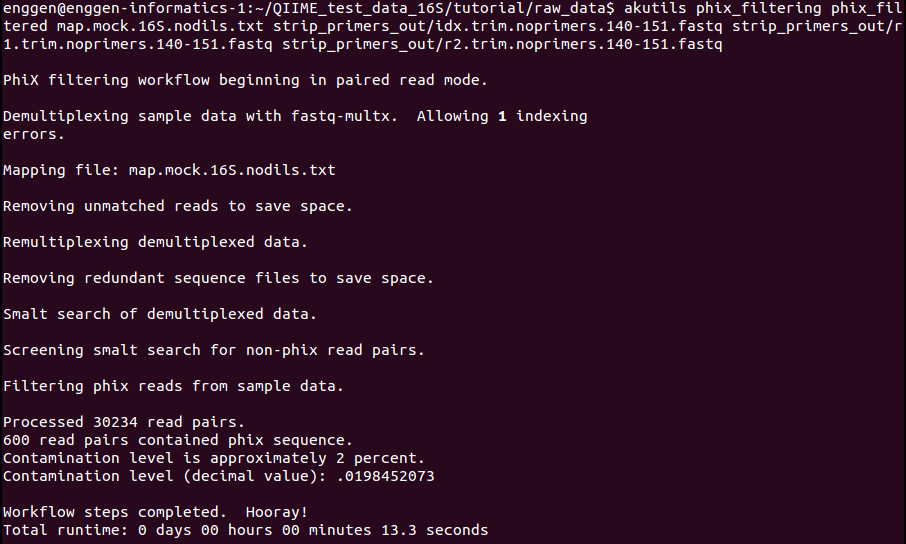 enggen@enggen-informatics-1:~/QIIME_test_data_16S/tutorial/raw_data$ akutils phix_filtering phix_fil
tered map.mock.16S.nodils.txt strip_primers_out/idx.trim.noprimers.140-151.fastq strip_primers_out/r
1.trim.noprimers.140-151.fastq strip_primers_out/r2.trim.noprimers.140-151.fastq
PhiX filtering workflow beginning in paired read mode.
Demultiplexing sample data with fastq-multx.  Allowing 1 indexing
errors.
Mapping file: map.mock.16S.nodils.txt
Removing unmatched reads to save space.
Remultiplexing demultiplexed data.
Removing redundant sequence files to save space.
Smalt search of demultiplexed data.
Screening smalt search for non-phix read pairs.
Filtering phix reads from sample data.
Processed 30234 read pairs.
600 read pairs contained phix sequence.
Contamination level is approximately 2 percent.
Contamination level (decimal value): .0198452073
Workflow steps completed.  Hooray!
Total runtime: 0 days 00 hours 00 minutes 13.3 seconds